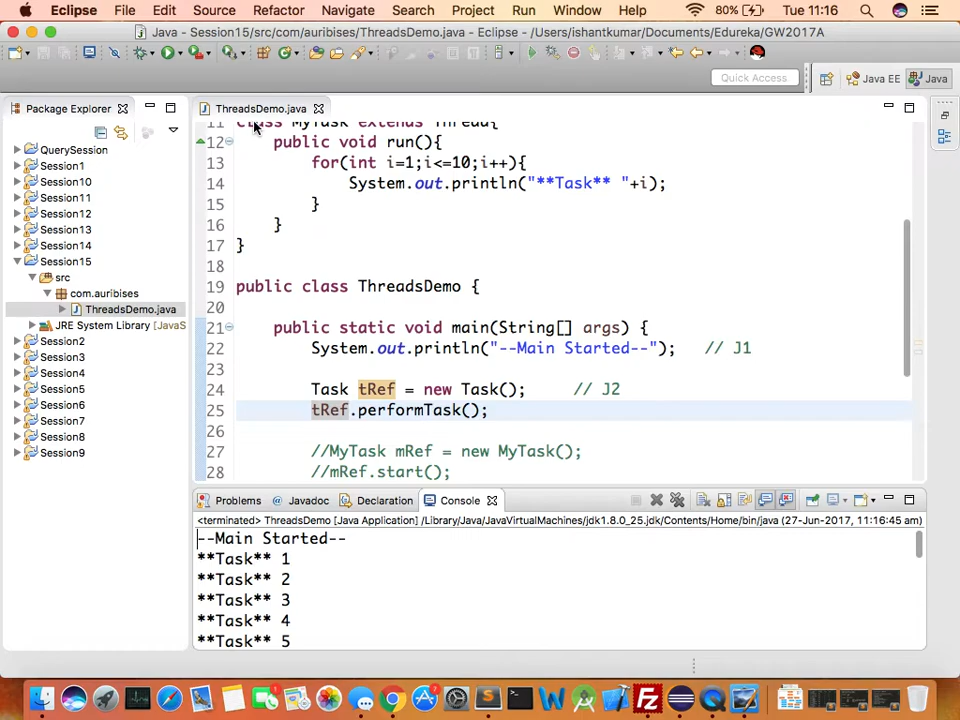 Eclipse File Edit Source Refactor Navigate Search Project Run Window Help 80% Tue 11:16
Java - Session15/src/com/auribises/ThreadsDemo.java - Eclipse - /Users/ishantkumar/Documents/Edureka/GW2017A
Quick Access Java EE Java
Package Explorer
QuerySession
Session1
Session10
Session11
Session12
Session13
Session14
Session15
src
com.auribises
ThreadsDemo.java
JRE System Library [JavaS
Session2
Session3
Session4
Session5
Session6
Session7
Session8
Session9
ThreadsDemo.java
11 class MyTask extends Thread{
12 public void run(){
13 for(int i=1;i<=10;i++){
14 System.out.println("**Task** "+i);
15 }
16 }
17 }
18
19 public class ThreadsDemo {
20
21 public static void main(String[] args) {
22 System.out.println("--Main Started--"); // J1
23
24 Task tRef = new Task(); // J2
25 tRef.performTask();
26
27 //MyTask mRef = new MyTask();
28 //mRef.start();
Problems @ Javadoc Declaration Console
<terminated> ThreadsDemo [Java Application] /Library/Java/JavaVirtualMachines/jdk1.8.0_25.jdk/Contents/Home/bin/java (27-Jun-2017, 11:16:45 am)
--Main Started--
**Task** 1
**Task** 2
**Task** 3
**Task** 4
**Task** 5